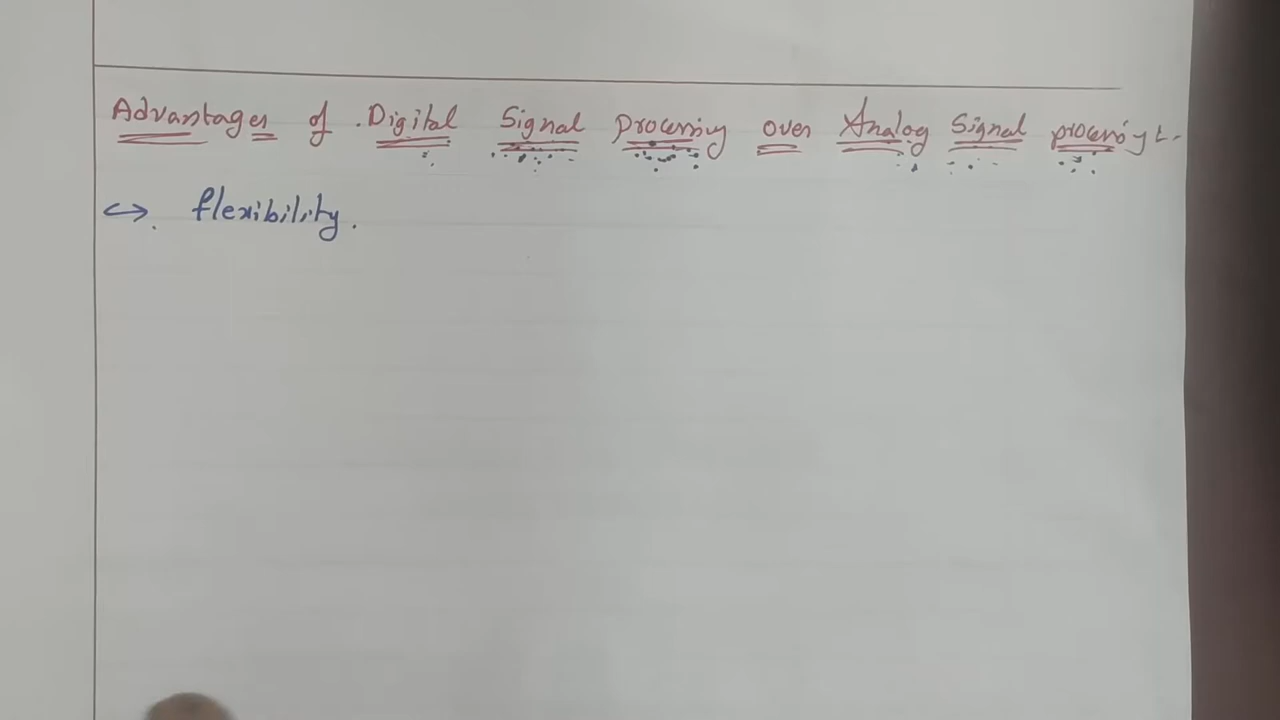 Advantages of Digital Signal Processing over Analog Signal processing:-
↔ flexibility.